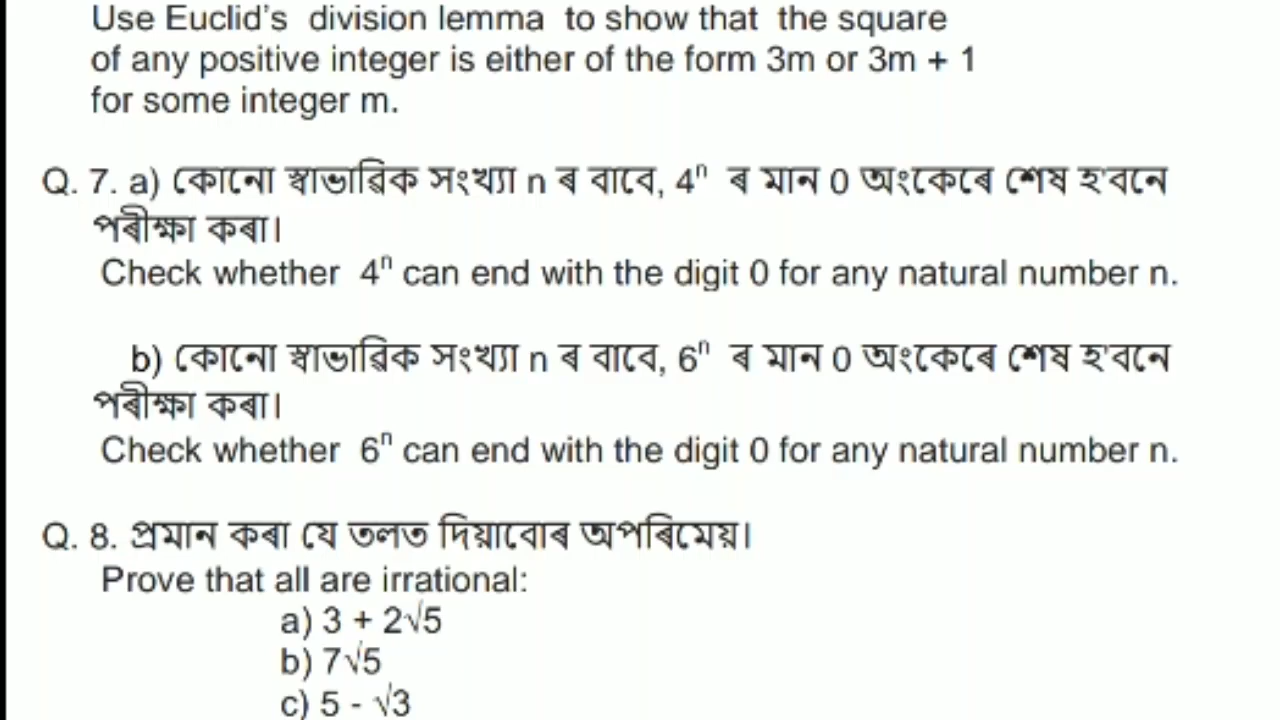 Use Euclid's division lemma to show that the square
of any positive integer is either of the form 3m or 3m + 1
for some integer m.
Q. 7. a) কোনো স্বাভাৱিক সংখ্যা n ৰ বাবে, 4ⁿ ৰ মান 0 অংকেৰে শেষ হ'বনে
পৰীক্ষা কৰা।
Check whether 4ⁿ can end with the digit 0 for any natural number n.
b) কোনো স্বাভাৱিক সংখ্যা n ৰ বাবে, 6ⁿ ৰ মান 0 অংকেৰে শেষ হ'বনে
পৰীক্ষা কৰা।
Check whether 6ⁿ can end with the digit 0 for any natural number n.
Q. 8. প্ৰমান কৰা যে তলত দিয়াবোৰ অপৰিমেয়।
Prove that all are irrational:
a) 3 + 2√5
b) 7√5
c) 5 - √3